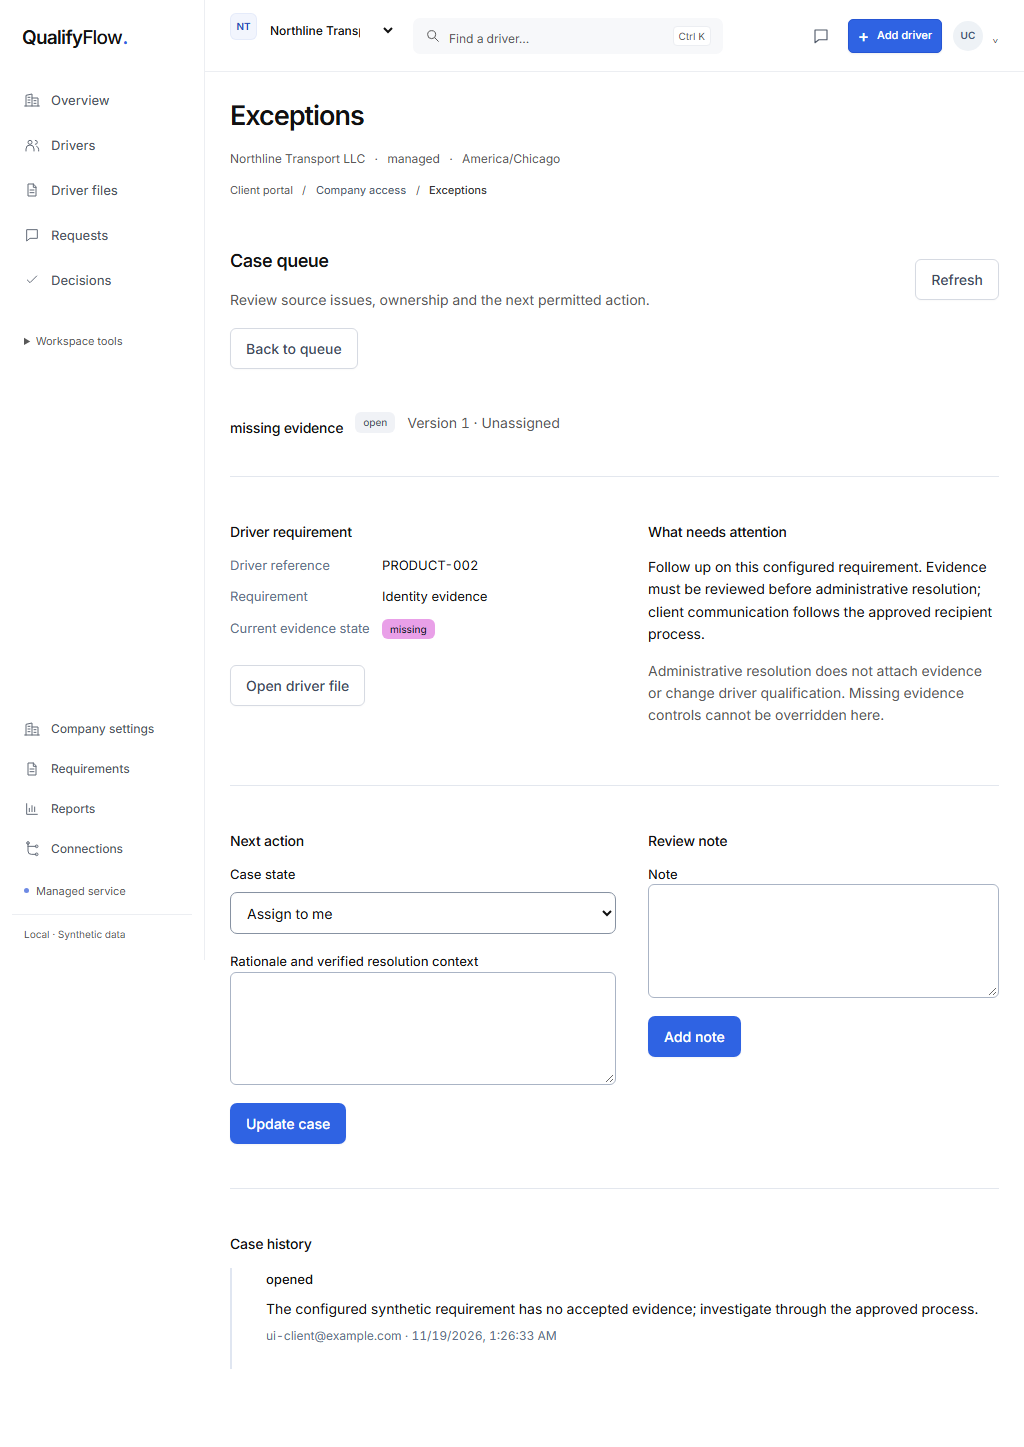 QualifyFlow.
NT
Northline Transp
Find a driver...
Ctrl K
+ Add driver
UC
Overview
Drivers
Driver files
Requests
Decisions
Workspace tools
Company settings
Requirements
Reports
Connections
Managed service
Local · Synthetic data
Exceptions
Northline Transport LLC · managed · America/Chicago
Client portal / Company access / Exceptions
Case queue
Review source issues, ownership and the next permitted action.
Refresh
Back to queue
missing evidence open Version 1 · Unassigned
Driver requirement
Driver reference PRODUCT-002
Requirement Identity evidence
Current evidence state missing
Open driver file
What needs attention
Follow up on this configured requirement. Evidence
must be reviewed before administrative resolution;
client communication follows the approved recipient
process.
Administrative resolution does not attach evidence
or change driver qualification. Missing evidence
controls cannot be overridden here.
Next action
Case state
Assign to me
Rationale and verified resolution context
Update case
Review note
Note
Add note
Case history
opened
The configured synthetic requirement has no accepted evidence; investigate through the approved process.
ui-client@example.com · 11/19/2026, 1:26:33 AM